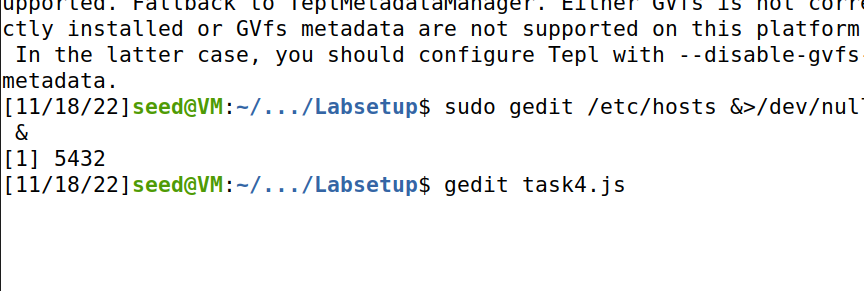 upported. Fallback to TeplMetadataManager. Either GVfs is not corre
ctly installed or GVfs metadata are not supported on this platform.
 In the latter case, you should configure Tepl with --disable-gvfs-
metadata.
[11/18/22]seed@VM:~/.../Labsetup$ sudo gedit /etc/hosts &>/dev/null
 &
[1] 5432
[11/18/22]seed@VM:~/.../Labsetup$ gedit task4.js